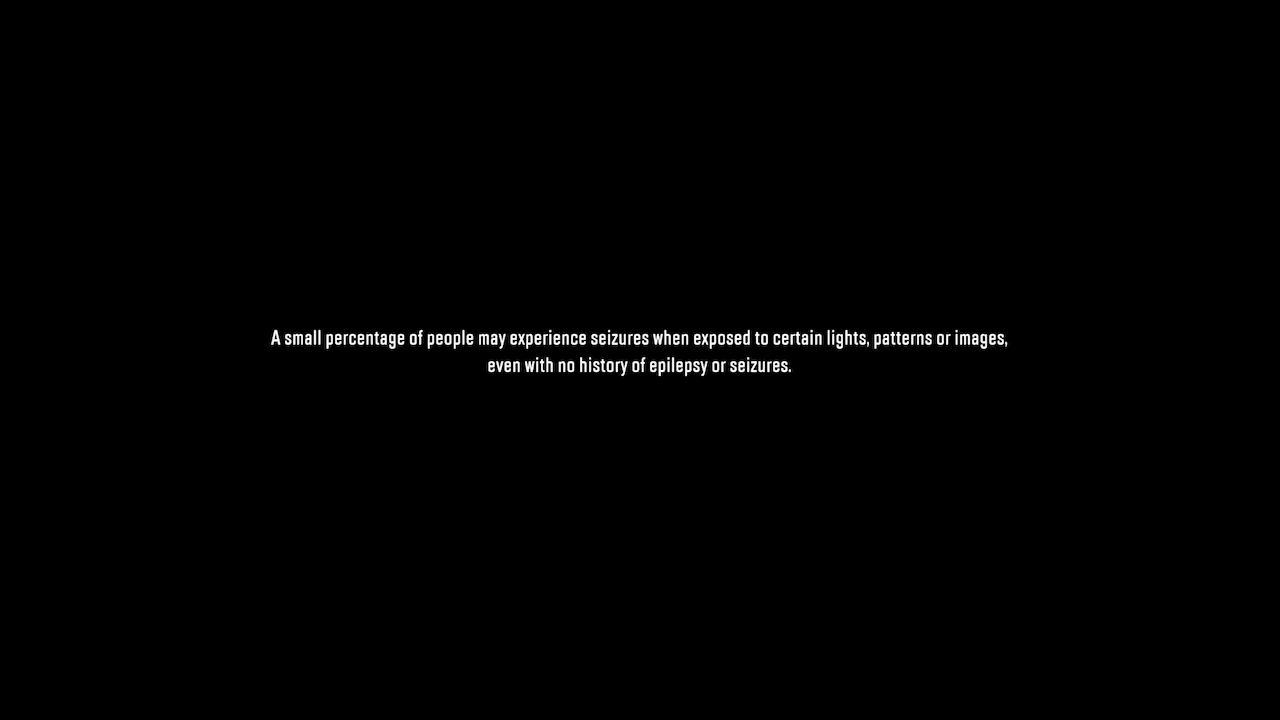 A small percentage of people may experience seizures when exposed to certain lights, patterns or images,
even with no history of epilepsy or seizures.